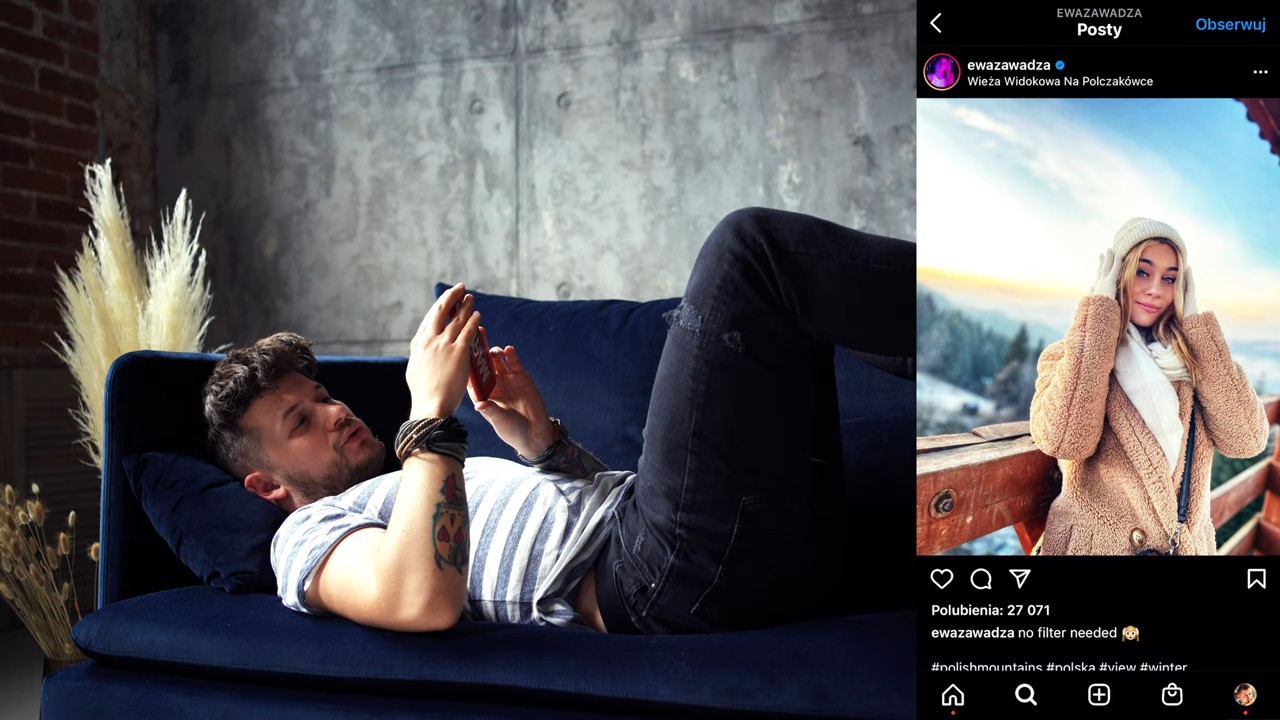 EWAZAWADZA
Posty
Obserwuj
ewazawadza
Wieża Widokowa Na Polczakówce
Polubienia: 27 071
ewazawadza no filter needed 🙊
#polishmountains #polska #view #winter